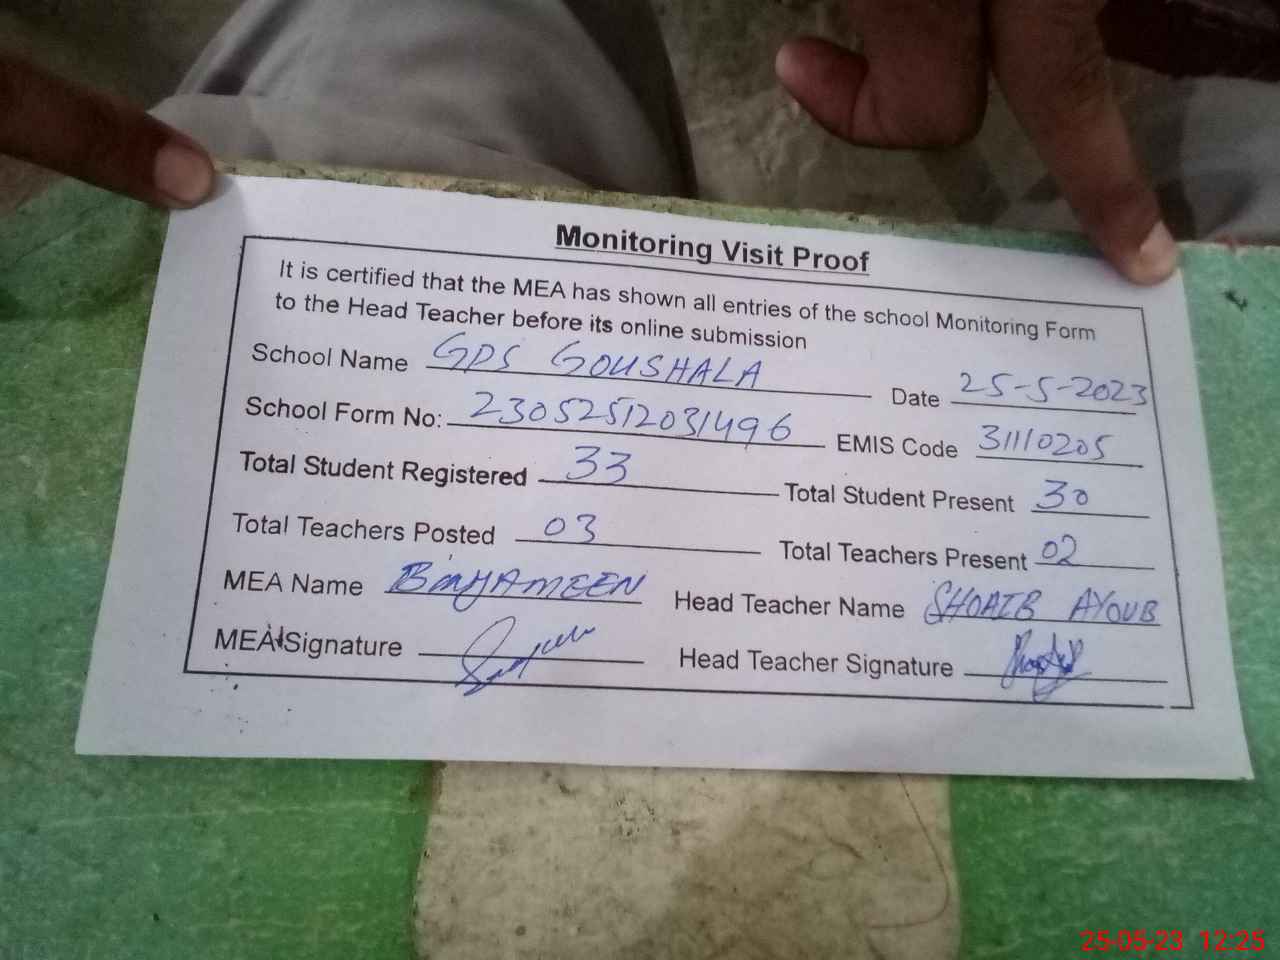 Monitoring Visit Proof
It is certified that the MEA has shown all entries of the school Monitoring Form
to the Head Teacher before its online submission
School Name GPS GOUSHALA Date 25-5-2023
School Form No: 23052512031496 EMIS Code 31110205
Total Student Registered 33 Total Student Present 30
Total Teachers Posted 03 Total Teachers Present 02
MEA Name BINYAMEEN Head Teacher Name SHOAIB AYOUB
MEA Signature Head Teacher Signature
25-05-23 12:25